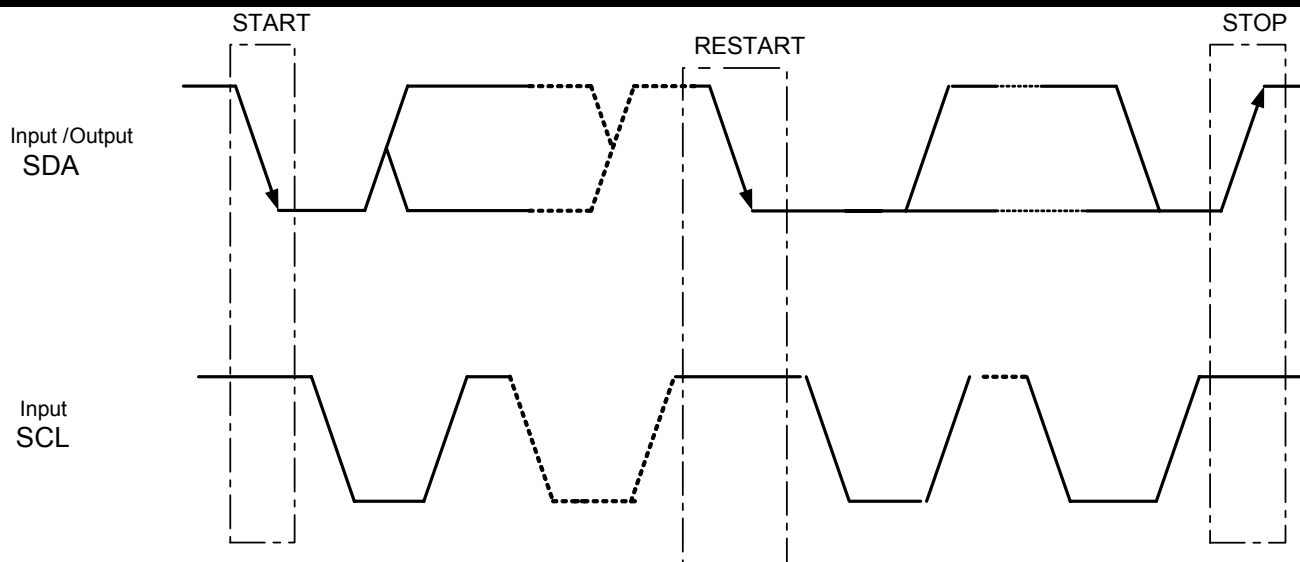 START
STOP
RESTART
Input /Output
SDA
Input
SCL